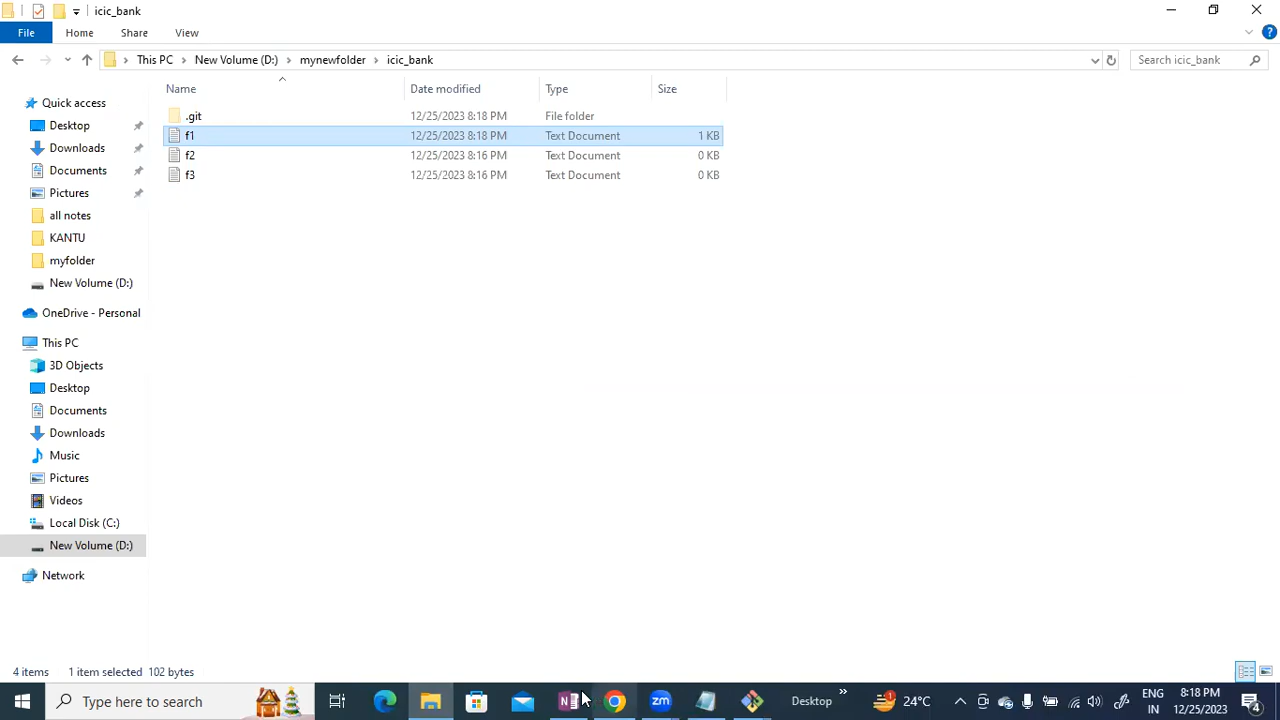 icic_bank
File Home Share View
This PC New Volume (D:) mynewfolder icic_bank Search icic_bank
Name Date modified Type Size
.git 12/25/2023 8:18 PM File folder
f1 12/25/2023 8:18 PM Text Document 1 KB
f2 12/25/2023 8:16 PM Text Document 0 KB
f3 12/25/2023 8:16 PM Text Document 0 KB
Quick access
Desktop
Downloads
Documents
Pictures
all notes
KANTU
myfolder
New Volume (D:)
OneDrive - Personal
This PC
3D Objects
Desktop
Documents
Downloads
Music
Pictures
Videos
Local Disk (C:)
New Volume (D:)
Network
4 items 1 item selected 102 bytes
Type here to search
Desktop
24°C
ENG
IN
8:18 PM
12/25/2023